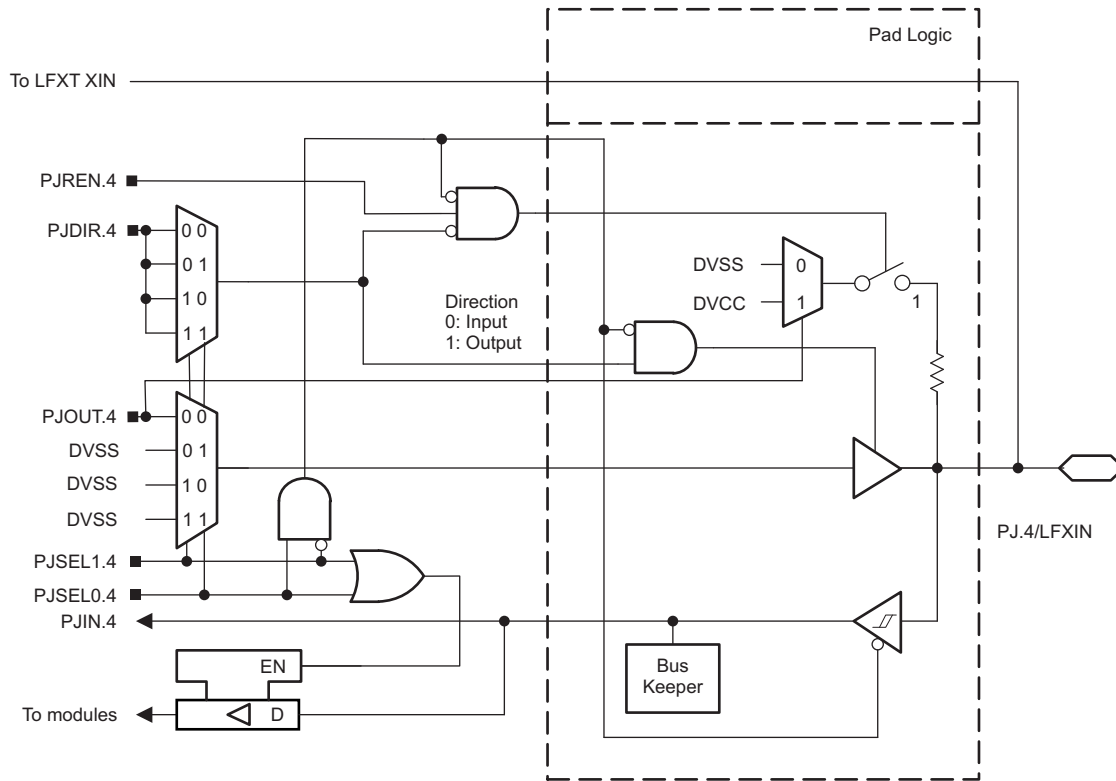 Pad Logic
To LFXT XIN
PJREN.4
PJDIR.4
0 0
0 1
1 0
1 1
Direction
0: Input
1: Output
DVSS
0
DVCC
1
1
PJOUT.4
0 0
DVSS
0 1
DVSS
1 0
DVSS
1 1
PJ.4/LFXIN
PJSEL1.4
PJSEL0.4
PJIN.4
EN
Bus
Keeper
To modules
D